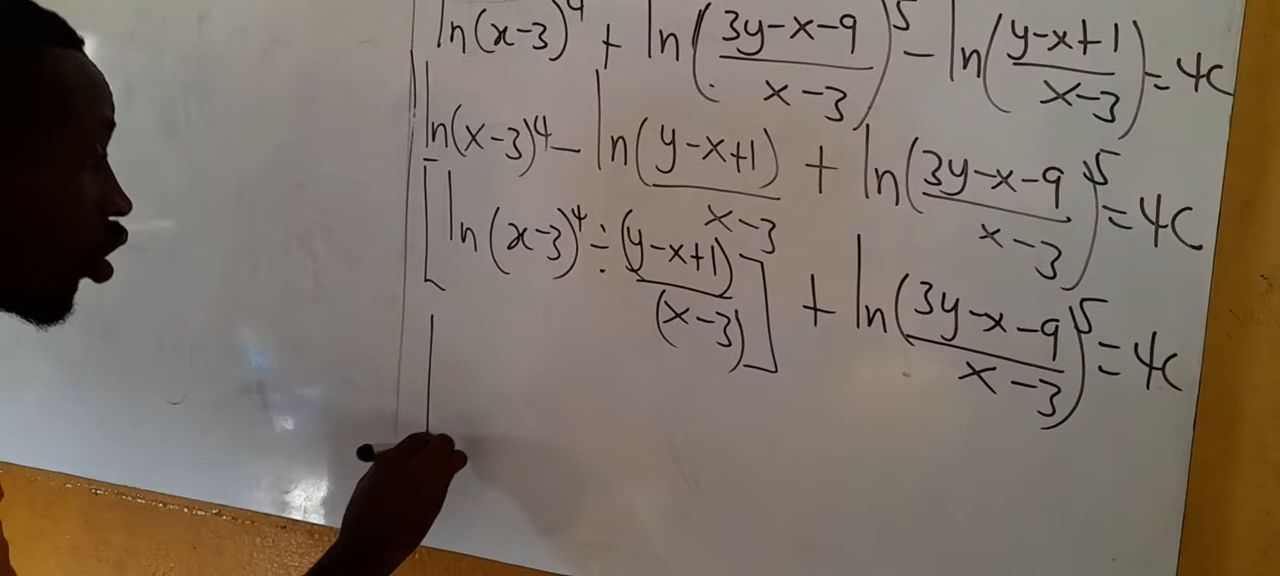 ln(x-3)^4 + ln((3y-x-9)/(x-3))^5 - ln((y-x+1)/(x-3)) = 4c
ln(x-3)^4 - ln((y-x+1)/(x-3)) + ln((3y-x-9)/(x-3))^5 = 4c
[ln(x-3)^4 ÷ (y-x+1)/(x-3)] + ln((3y-x-9)/(x-3))^5 = 4c